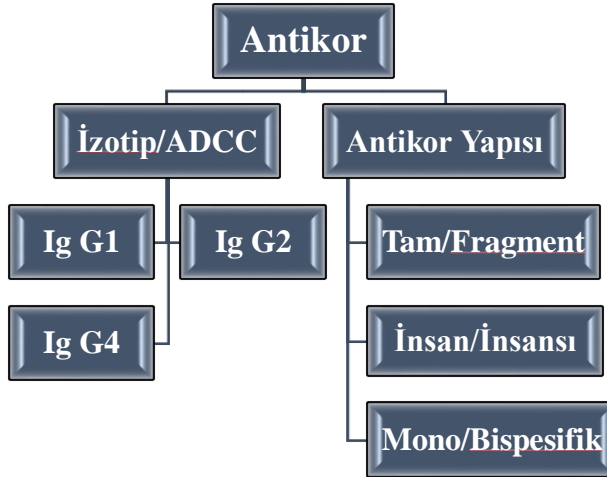 Antikor
İzotip/ADCC
Antikor Yapısı
Ig G1
Ig G2
Tam/Fragment
Ig G4
İnsan/İnsansı
Mono/Bispesifik